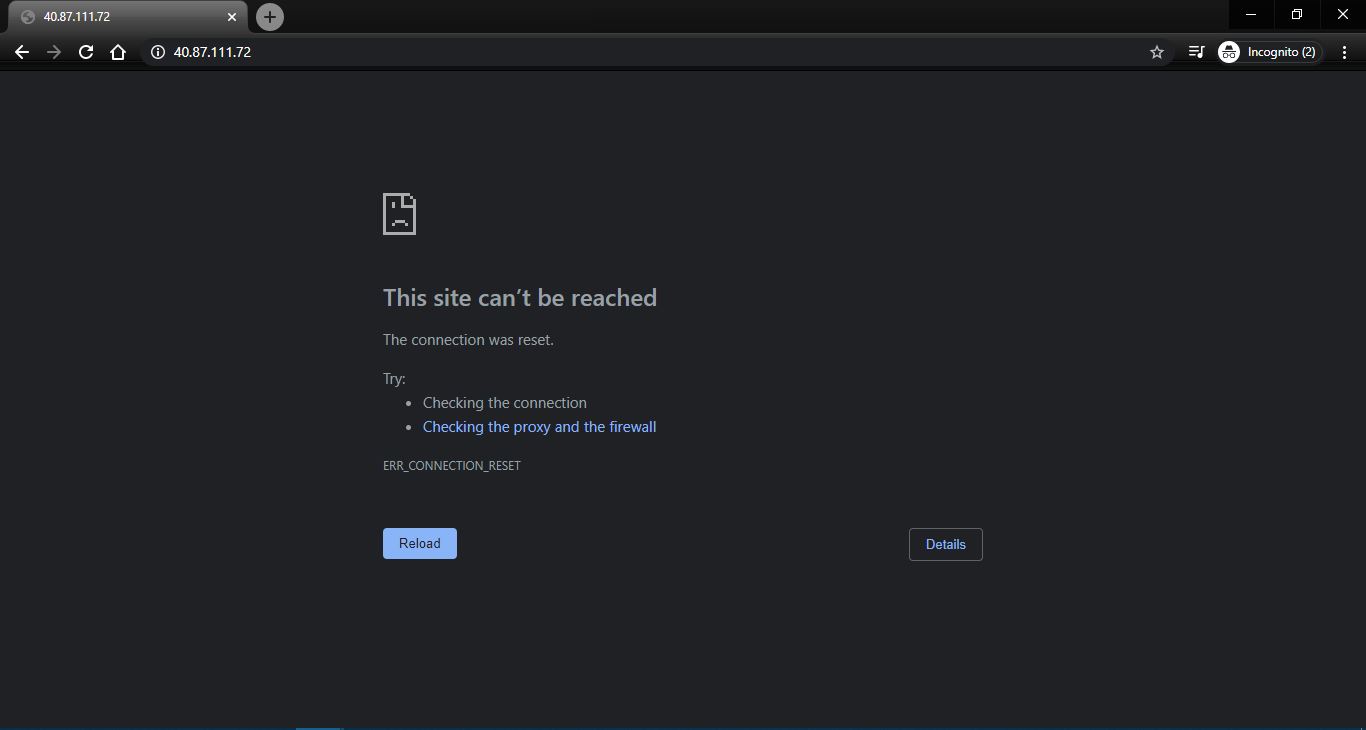 40.87.111.72
40.87.111.72
Incognito (2)
This site can't be reached
The connection was reset.
Try:
• Checking the connection
• Checking the proxy and the firewall
ERR_CONNECTION_RESET
Reload
Details